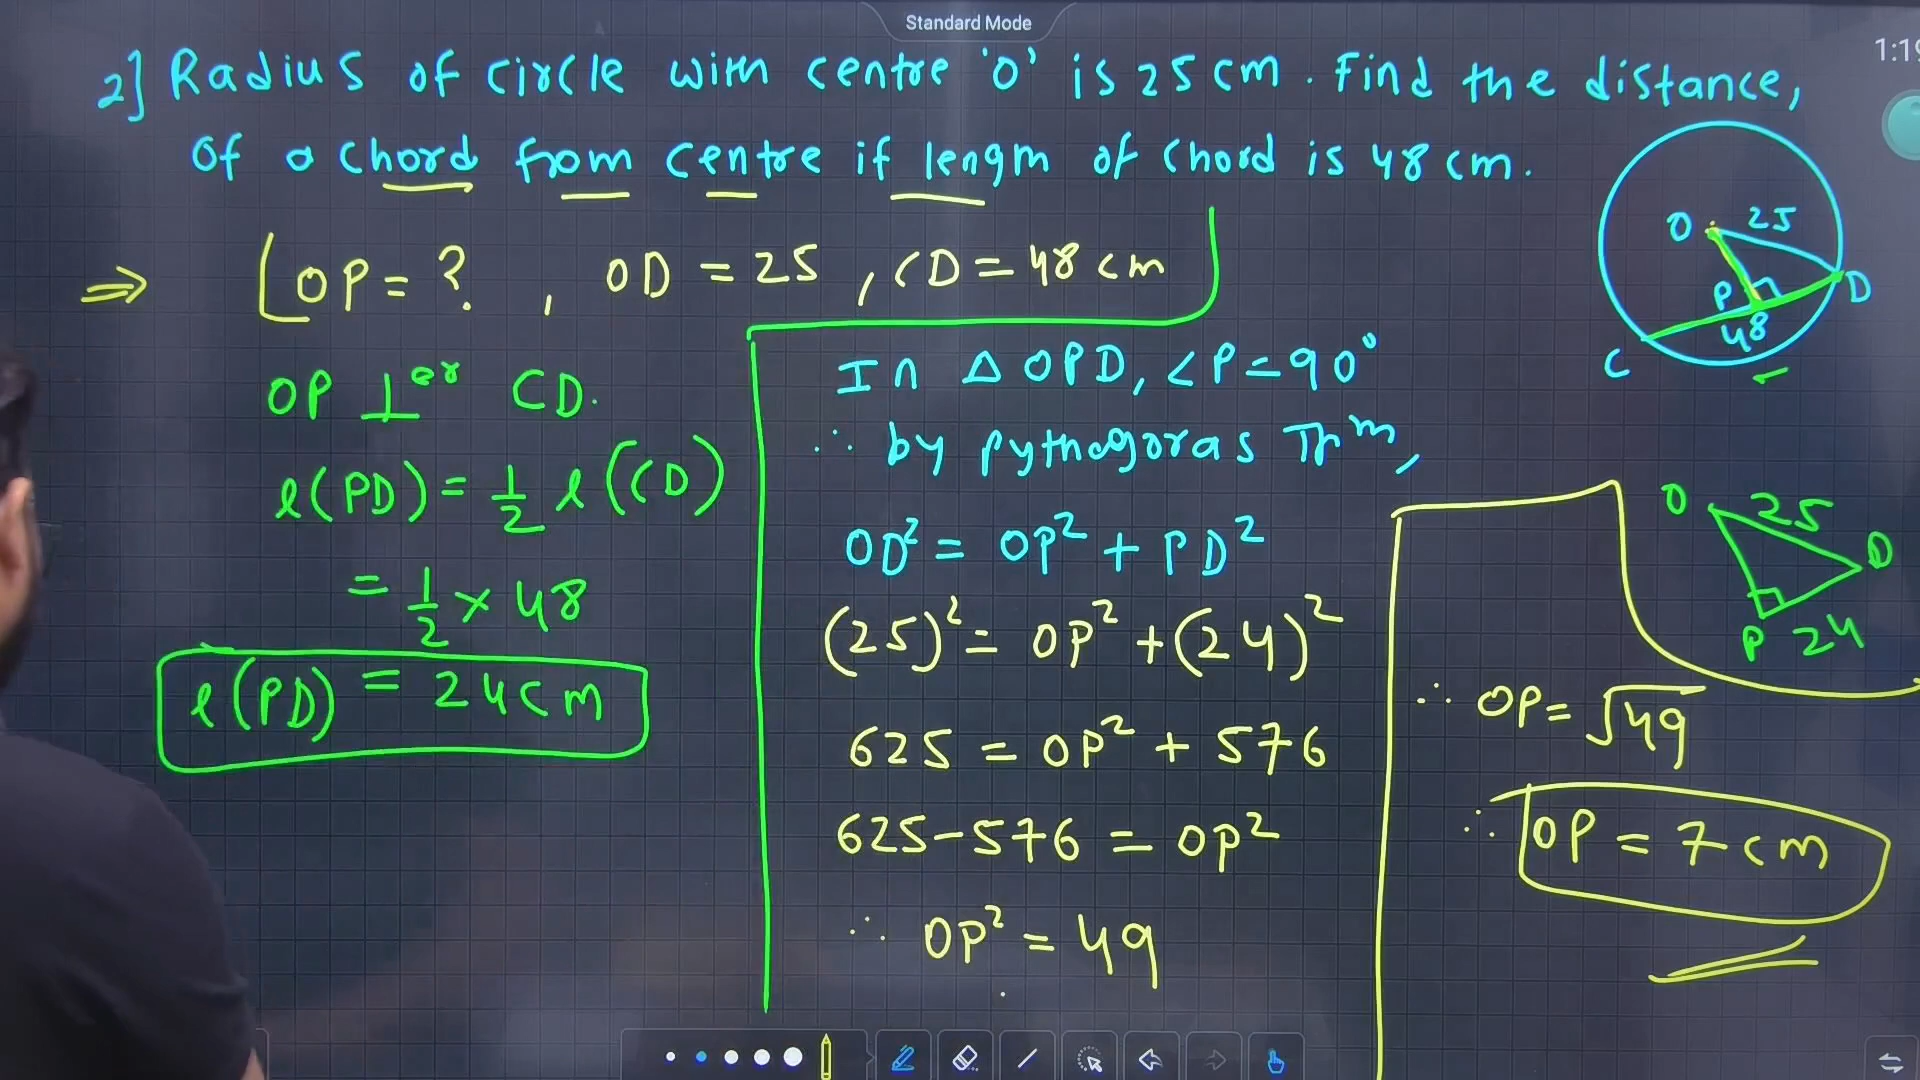 Standard Mode
1:19
2] Radius of circle with centre 'O' is 25 cm. Find the distance,
of a chord from centre if length of chord is 48 cm.
⇒ OP = ? , OD = 25 , CD = 48 cm
O 25
P D
48
C
OP ⊥er CD.
l(PD) = 1/2 l(CD)
= 1/2 × 48
l(PD) = 24 cm
In △OPD, ∠P = 90°
∴ by pythagoras Thm,
OD² = OP² + PD²
(25)² = OP² + (24)²
625 = OP² + 576
625 - 576 = OP²
∴ OP² = 49
O 25
D
P 24
∴ OP = √49
∴ OP = 7 cm